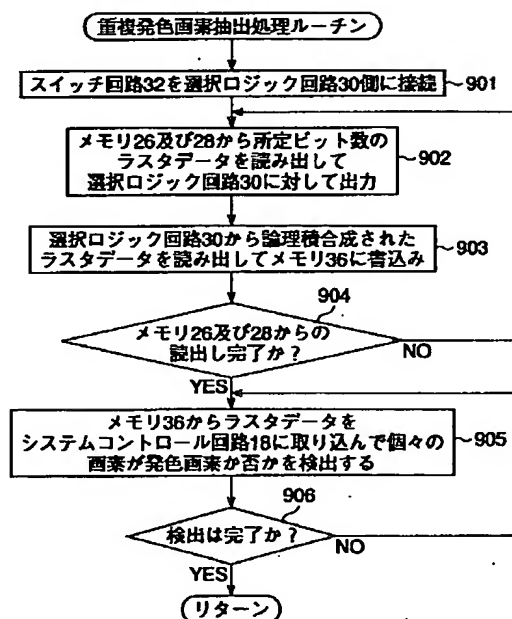 重複発色画素抽出処理ルーチン
スイッチ回路32を選択ロジック回路30側に接続
901
メモリ26及び28から所定ビット数の
ラスタデータを読み出して
選択ロジック回路30に対して出力
902
選択ロジック回路30から論理積合成された
ラスタデータを読み出してメモリ36に書込み
903
904
メモリ26及び28からの
読出し完了か？
NO
YES
メモリ36からラスタデータを
システムコントロール回路18に取り込んで個々の
画素が発色画素か否かを検出する
905
906
検出は完了か？
NO
YES
リターン